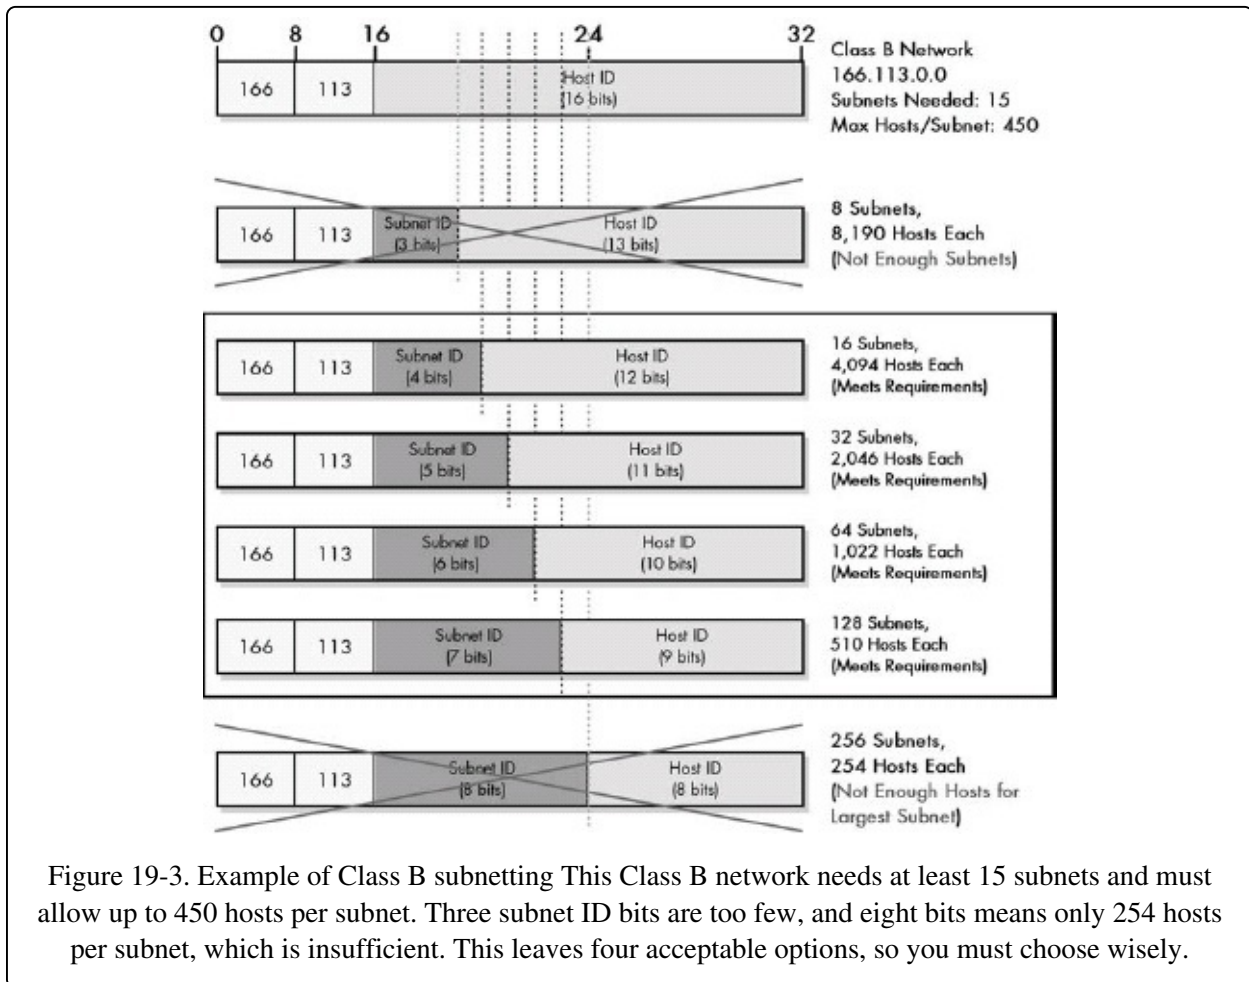 0 8 16 24 32
166 113 Host ID
(16 bits)
Class B Network
166.113.0.0
Subnets Needed: 15
Max Hosts/Subnet: 450
166 113 Subnet ID
(3 bits)
Host ID
(13 bits)
8 Subnets,
8,190 Hosts Each
(Not Enough Subnets)
166 113 Subnet ID
(4 bits)
Host ID
(12 bits)
16 Subnets,
4,094 Hosts Each
(Meets Requirements)
166 113 Subnet ID
(5 bits)
Host ID
(11 bits)
32 Subnets,
2,046 Hosts Each
(Meets Requirements)
166 113 Subnet ID
(6 bits)
Host ID
(10 bits)
64 Subnets,
1,022 Hosts Each
(Meets Requirements)
166 113 Subnet ID
(7 bits)
Host ID
(9 bits)
128 Subnets,
510 Hosts Each
(Meets Requirements)
166 113 Subnet ID
(8 bits)
Host ID
(8 bits)
256 Subnets,
254 Hosts Each
(Not Enough Hosts for
Largest Subnet)
Figure 19-3. Example of Class B subnetting This Class B network needs at least 15 subnets and must
allow up to 450 hosts per subnet. Three subnet ID bits are too few, and eight bits means only 254 hosts
per subnet, which is insufficient. This leaves four acceptable options, so you must choose wisely.